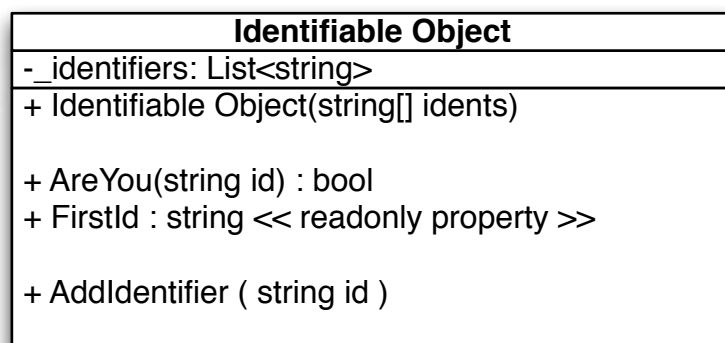 Identifiable Object
-_identifiers: List<string>
+ Identifiable Object(string[] idents)
+ AreYou(string id) : bool
+ FirstId : string << readonly property >>
+ AddIdentifier ( string id )